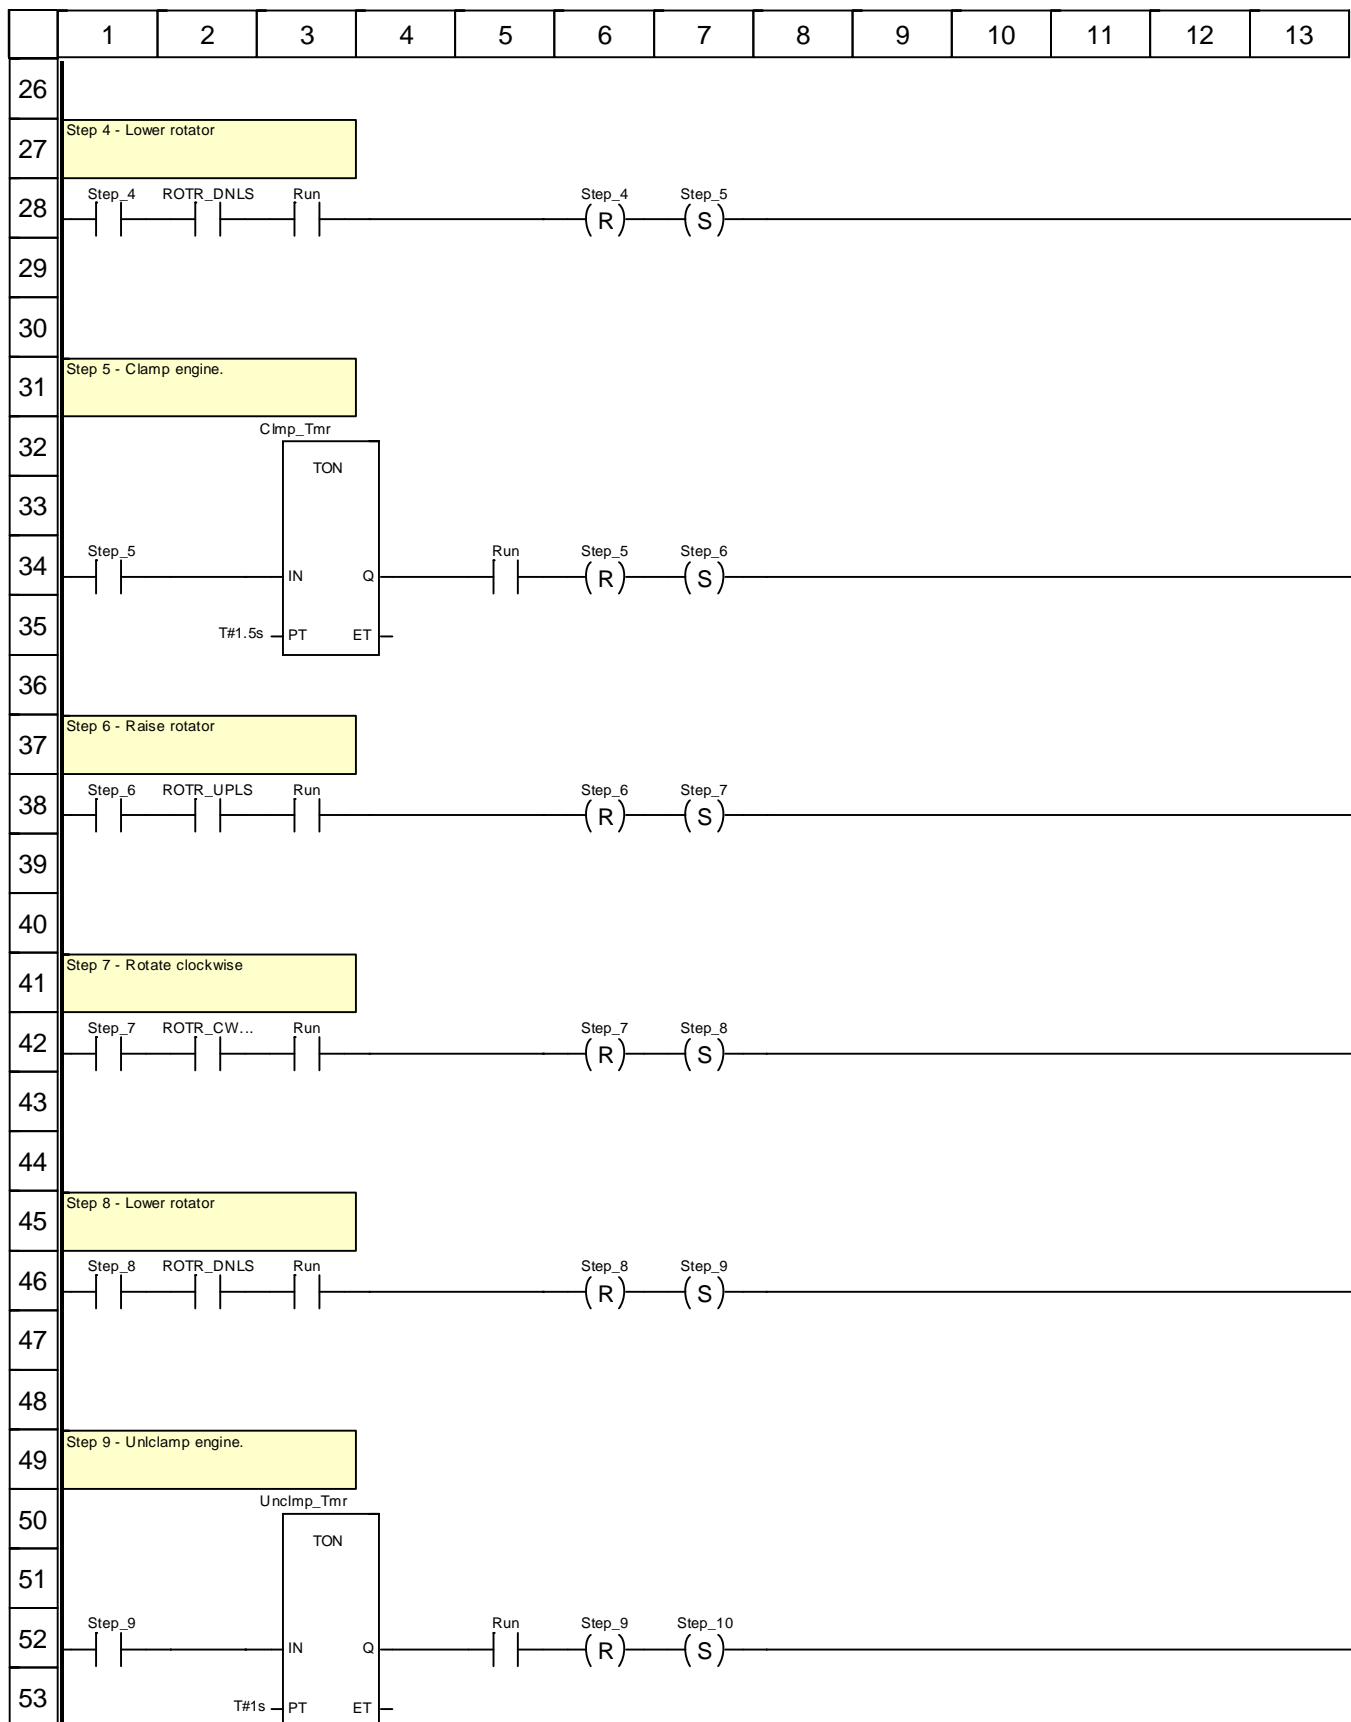 1 2 3 4 5 6 7 8 9 10 11 12 13
26
27 Step 4 - Lower rotator
Step_4 ROTR_DNLS Run Step_4 Step_5
28 R S
29
30
31 Step 5 - Clamp engine.
Clmp_Tmr
32
TON
33
Step_5 Run Step_5 Step_6
34 IN Q R S
35 T#1.5s PT ET
36
37 Step 6 - Raise rotator
Step_6 ROTR_UPLS Run Step_6 Step_7
38 R S
39
40
41 Step 7 - Rotate clockwise
Step_7 ROTR_CW... Run Step_7 Step_8
42 R S
43
44
45 Step 8 - Lower rotator
Step_8 ROTR_DNLS Run Step_8 Step_9
46 R S
47
48
49 Step 9 - Unlclamp engine.
Unclmp_Tmr
50
TON
51
Step_9 Run Step_9 Step_10
52 IN Q R S
53 T#1s PT ET